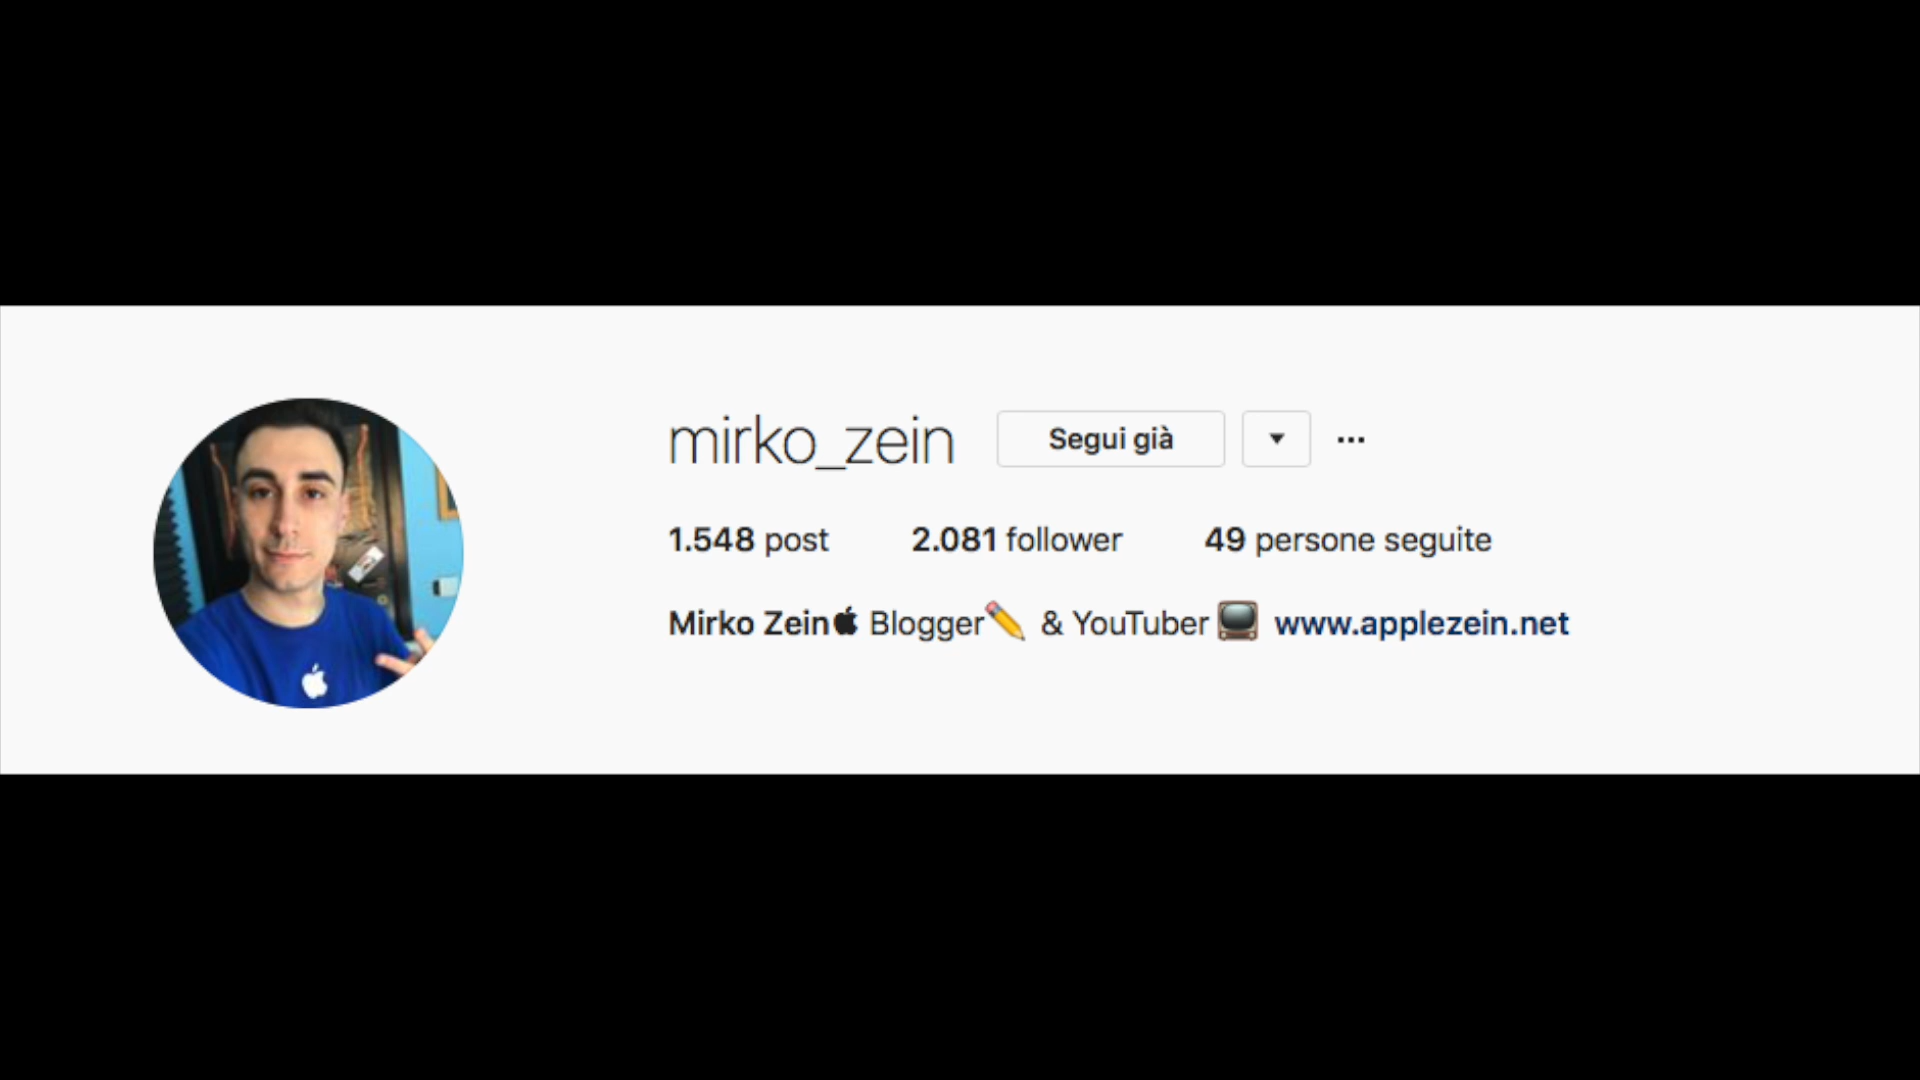 mirko_zein Segui già ▼ ...
1.548 post 2.081 follower 49 persone seguite
Mirko Zein Blogger✏️ & YouTuber 📺 www.applezein.net